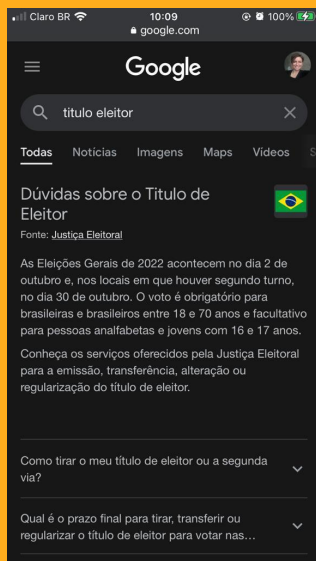 Claro BR 10:09 100%
google.com
Google
titulo eleitor
Todas Notícias Imagens Maps Vídeos S
Dúvidas sobre o Titulo de
Eleitor
Fonte: Justiça Eleitoral
As Eleições Gerais de 2022 acontecem no dia 2 de
outubro e, nos locais em que houver segundo turno,
no dia 30 de outubro. O voto é obrigatório para
brasileiras e brasileiros entre 18 e 70 anos e facultativo
para pessoas analfabetas e jovens com 16 e 17 anos.
Conheça os serviços oferecidos pela Justiça Eleitoral
para a emissão, transferência, alteração ou
regularização do título de eleitor.
Como tirar o meu título de eleitor ou a segunda
via?
Qual é o prazo final para tirar, transferir ou
regularizar o título de eleitor para votar nas…